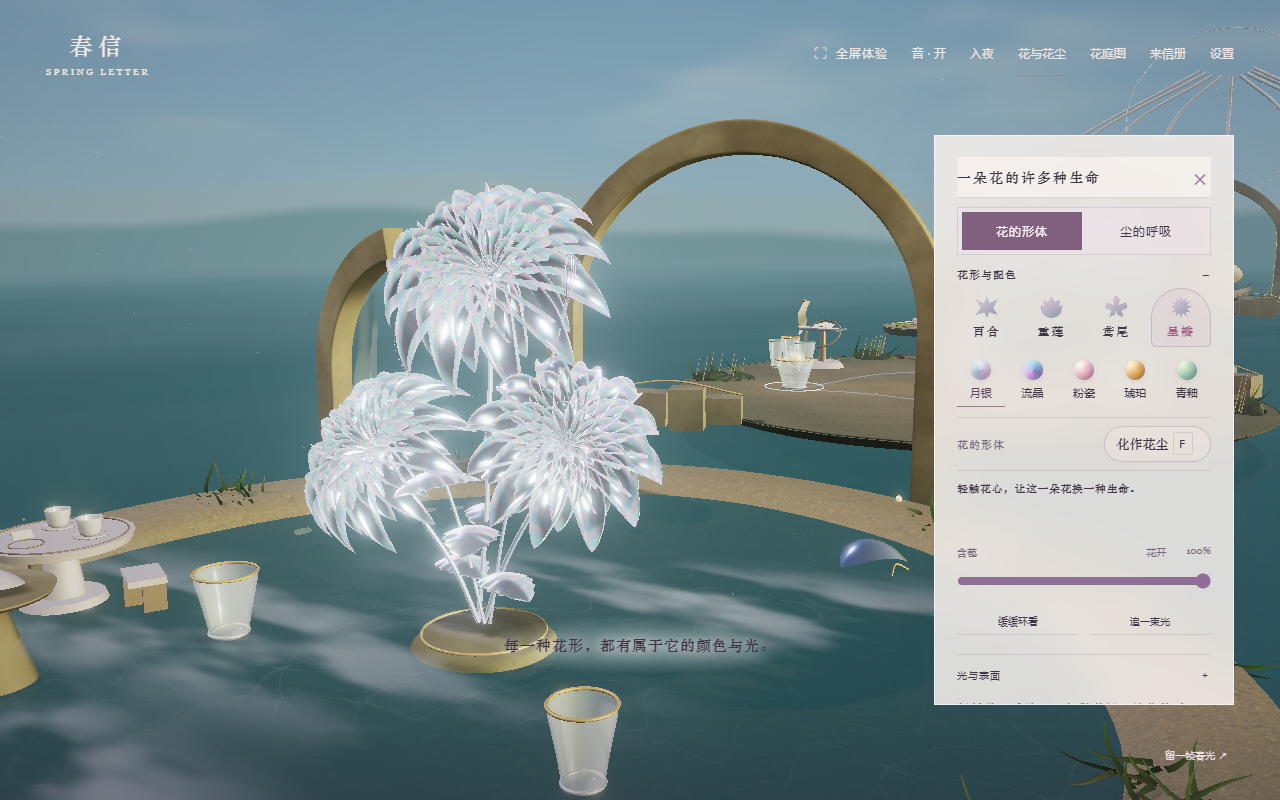 春信
SPRING LETTER
全屏体验 音·开 入夜 花与花尘 花庭图 来信册 设置
一朵花的许多种生命
花的形体 尘的呼吸
花形与配色
百合 重莲 鸢尾 星瓣
月银 流晶 粉瓷 琥珀 青釉
花的形体 化作花尘 F
轻触花心，让这一朵花换一种生命。
含苞 花开 100%
缓缓环看 追一束光
光与表面 +
每一种花形，都有属于它的颜色与光。
留一帧春光 ↗